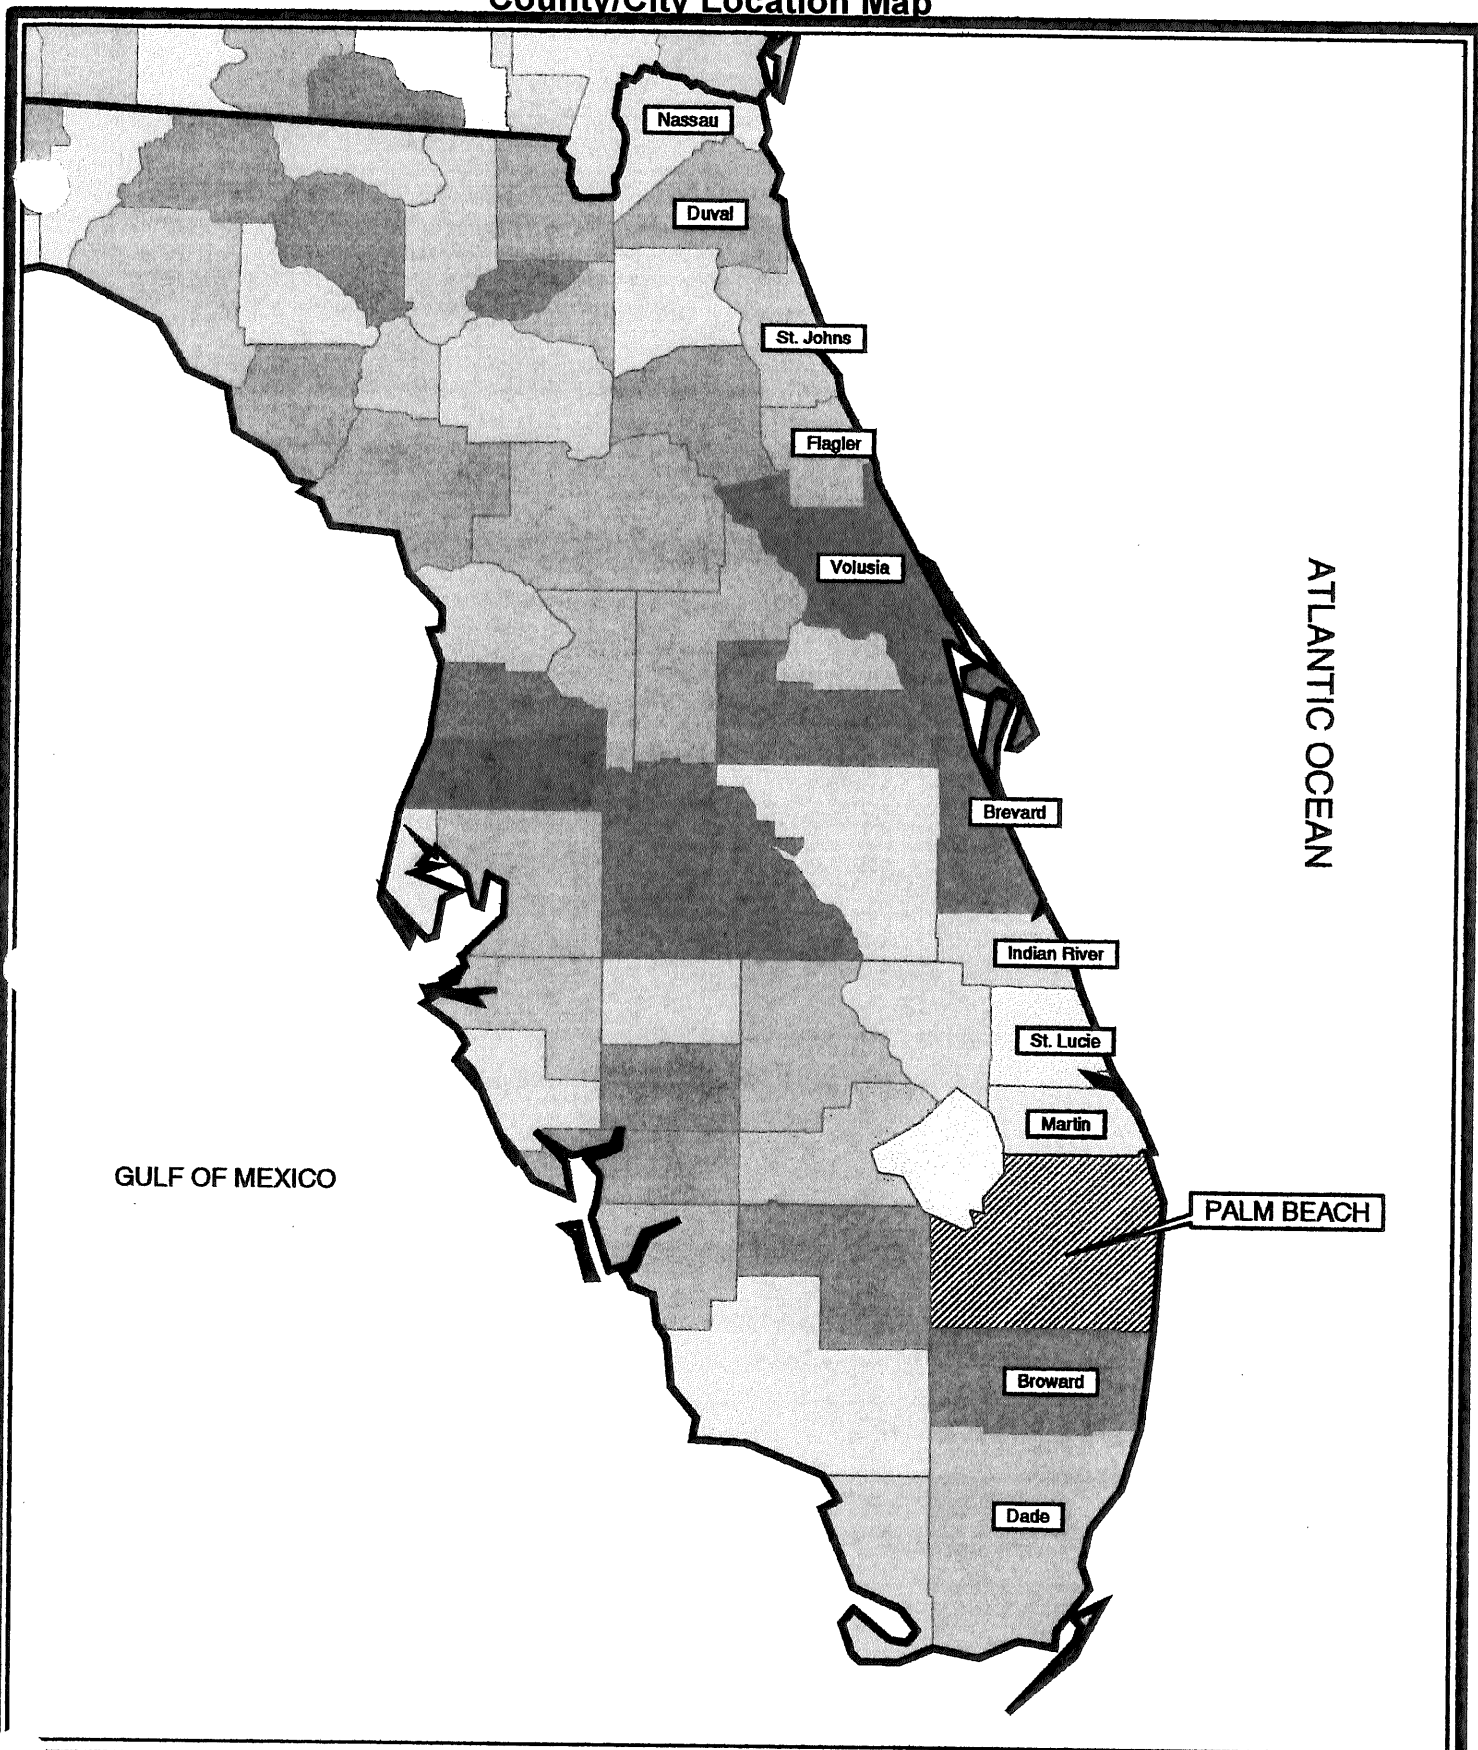 County/City Location Map
Nassau
Duval
St. Johns
Flagler
Volusia
ATLANTIC OCEAN
Brevard
Indian River
St. Lucie
Martin
GULF OF MEXICO
PALM BEACH
Broward
Dade